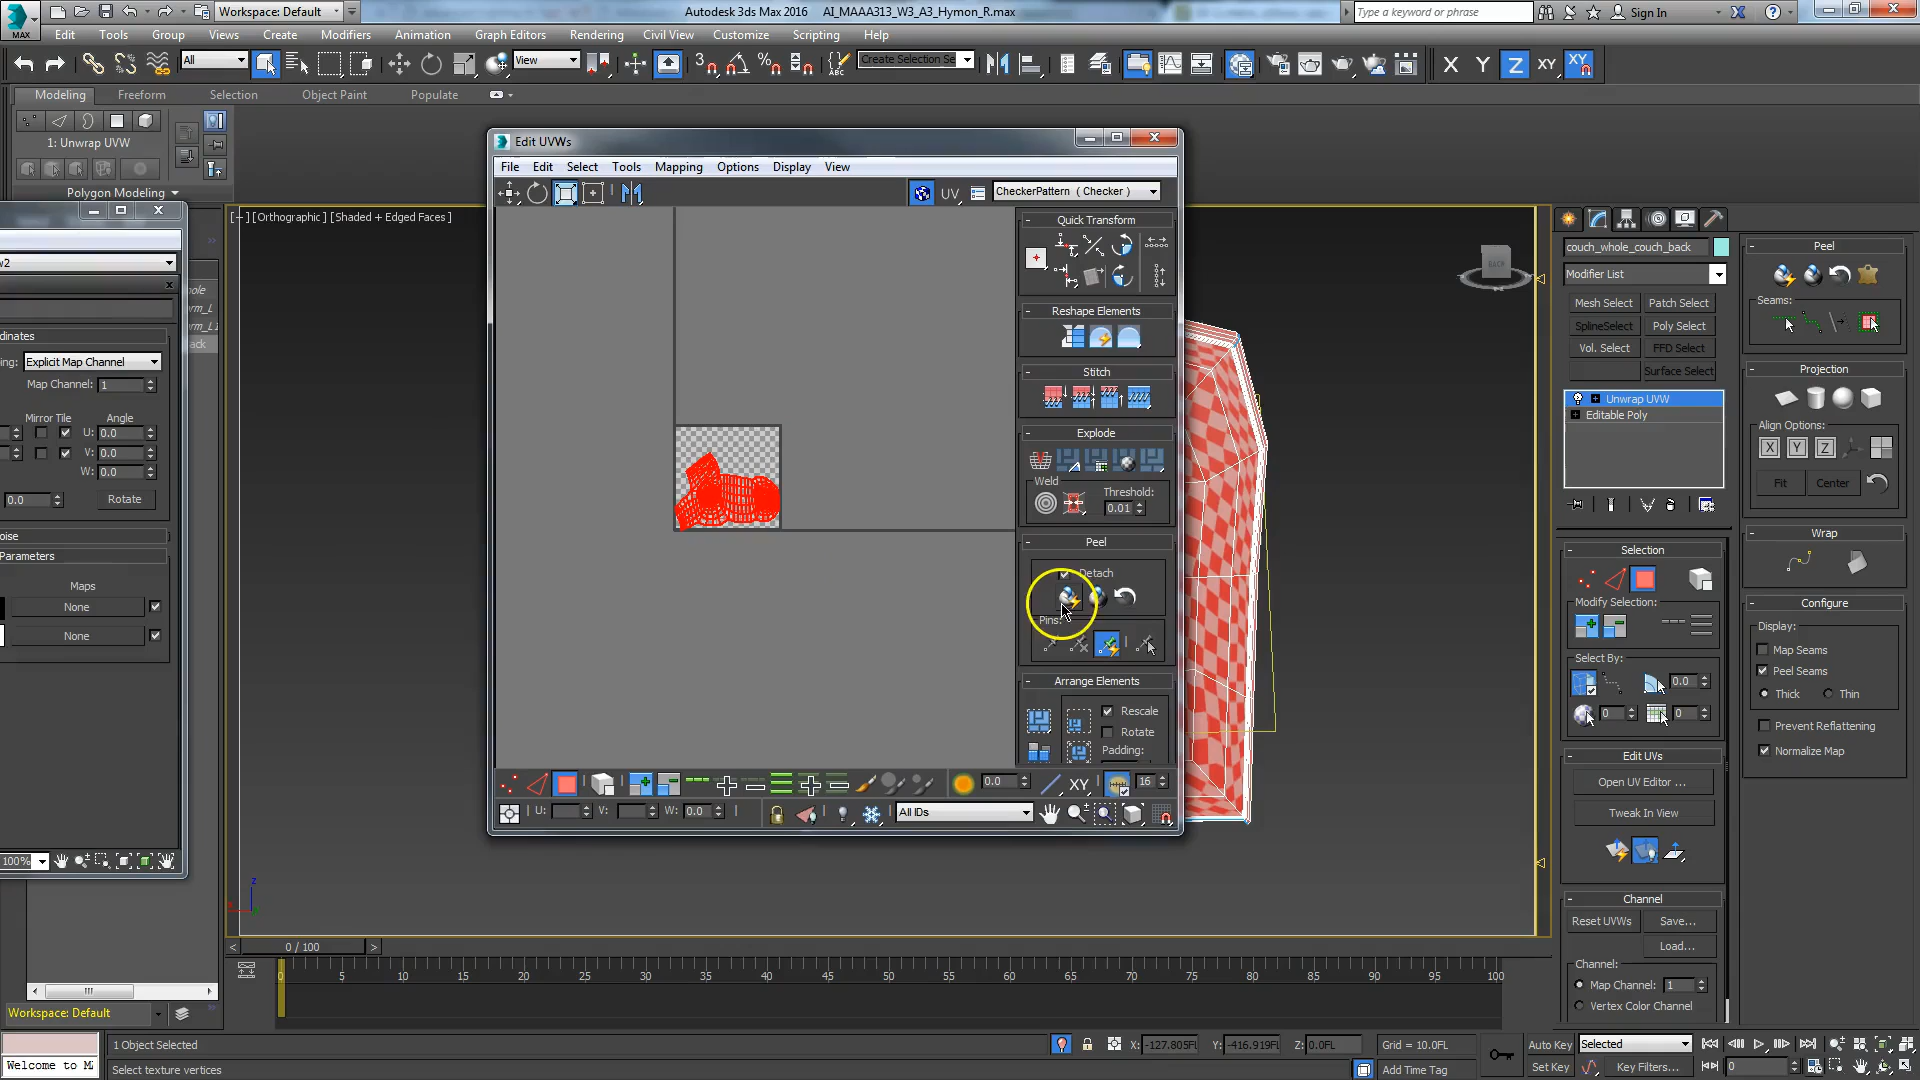 Workspace: Default
Autodesk 3ds Max 2016 AI_MAAA313_W3_A3_Hymon_R.max
Type a keyword or phrase
Sign In
MAX
Edit Tools Group Views Create Modifiers Animation Graph Editors Rendering Civil View Customize Scripting Help
All
View
Create Selection Se
X Y Z XY XY
Modeling Freeform Selection Object Paint Populate
1: Unwrap UVW
Polygon Modeling
[Orthographic ] [Shaded + Edged Faces ]
Edit UVWs
File Edit Select Tools Mapping Options Display View
UV
CheckerPattern ( Checker )
Quick Transform
Reshape Elements
Stitch
Explode
Weld
Threshold:
0.01
Peel
Detach
Pins:
Arrange Elements
Rescale
Rotate
Padding:
0.0
XY
16
U: V: W: 0.0
All IDs
Explicit Map Channel
Map Channel: 1
Mirror Tile Angle
U: 0.0
V: 0.0
W: 0.0
0.0
Rotate
Parameters
Maps
None
None
100%
BACK
couch_whole_couch_back
Modifier List
Mesh Select Patch Select
SplineSelect Poly Select
Vol. Select FFD Select
Surface Select
Unwrap UVW
Editable Poly
Selection
Modify Selection:
Select By:
0.0
0
0
Edit UVs
Open UV Editor ...
Tweak In View
Channel
Reset UVWs Save...
Load...
Channel:
Map Channel: 1
Vertex Color Channel
Peel
Seams:
Projection
Align Options:
X Y Z
Fit Center
Wrap
Configure
Display:
Map Seams
Peel Seams
Thick Thin
Prevent Reflattening
Normalize Map
z
0 / 100
0 5 10 15 20 25 30 35 40 45 50 55 60 65 70 75 80 85 90 95 100
Workspace: Default
1 Object Selected
X: -127.805FL Y: -416.919FL Z: 0.0FL
Grid = 10.0FL
Auto Key Selected
Welcome to M
Select texture vertices
Add Time Tag
Set Key Key Filters...
0